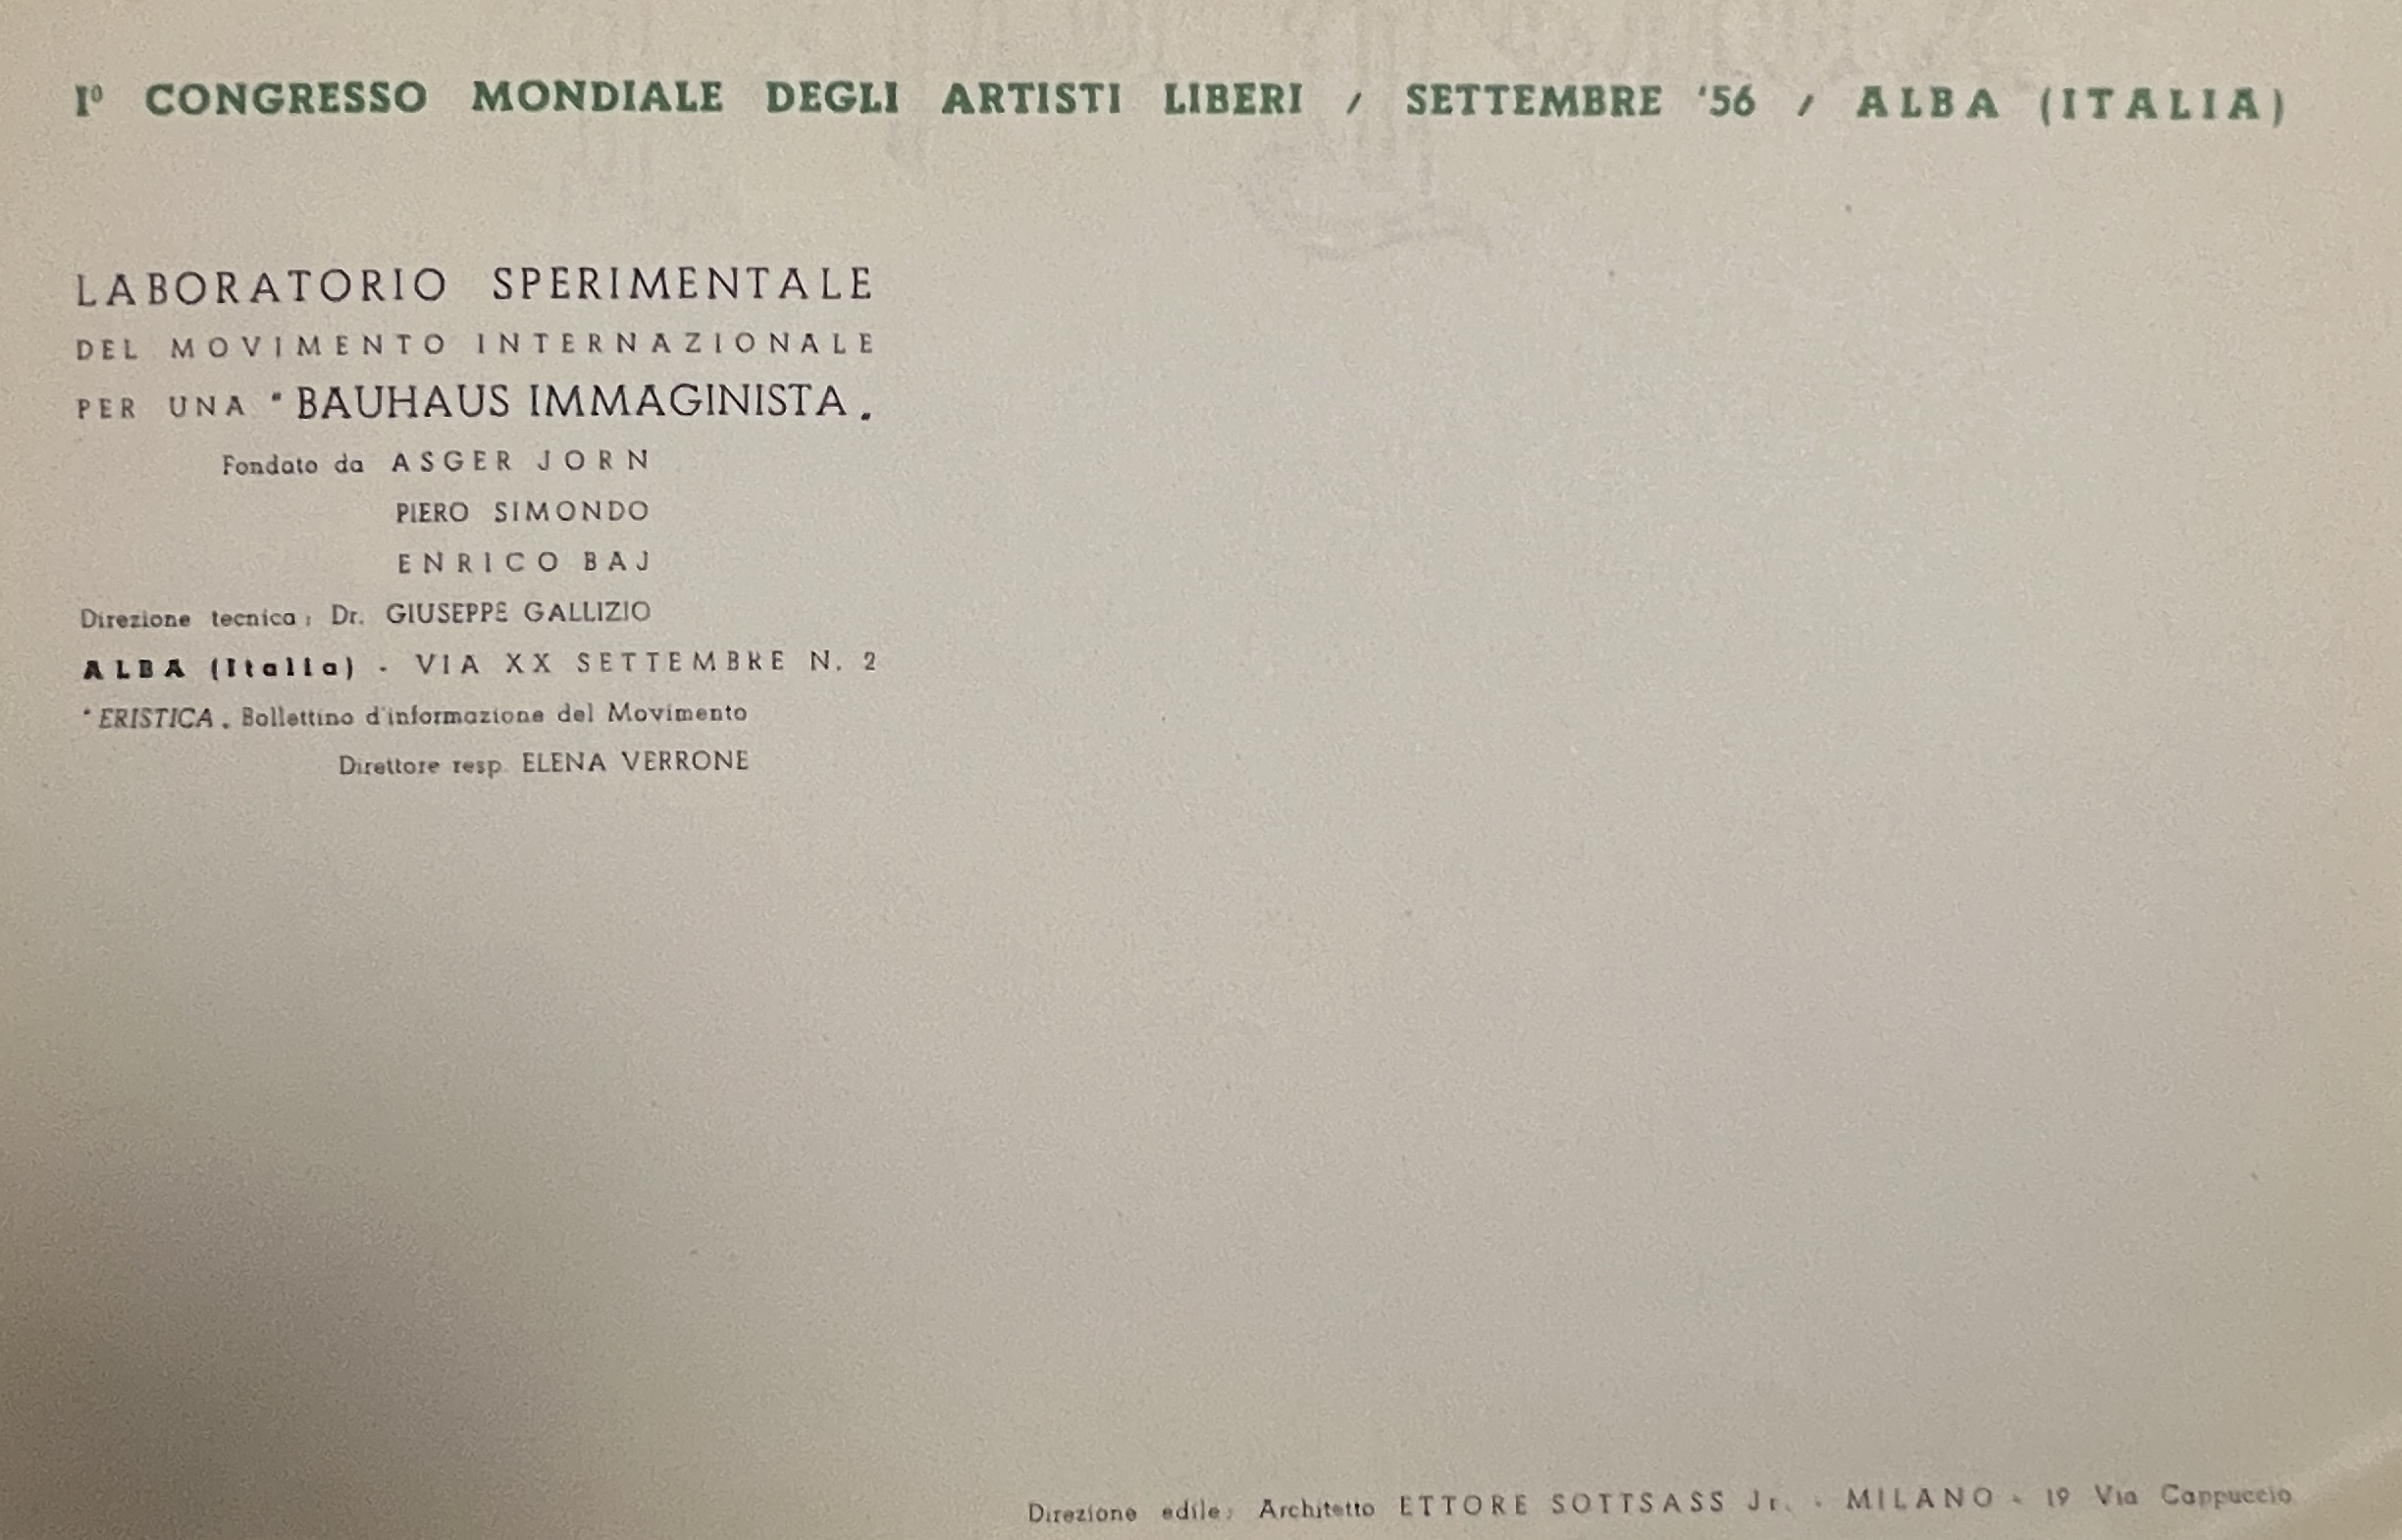 Iº CONGRESSO MONDIALE DEGLI ARTISTI LIBERI / SETTEMBRE '56 / ALBA (ITALIA)
LABORATORIO SPERIMENTALE
DEL MOVIMENTO INTERNAZIONALE
PER UNA "BAUHAUS IMMAGINISTA„
Fondato da ASGER JORN
PIERO SIMONDO
ENRICO BAJ
Direzione tecnica: Dr. GIUSEPPE GALLIZIO
ALBA (Italia) - VIA XX SETTEMBRE N. 2
"ERISTICA„ Bollettino d'informazione del Movimento
Direttore resp. ELENA VERRONE
Direzione edile: Architetto ETTORE SOTTSASS Jr. - MILANO - 19 Via Cappuccio